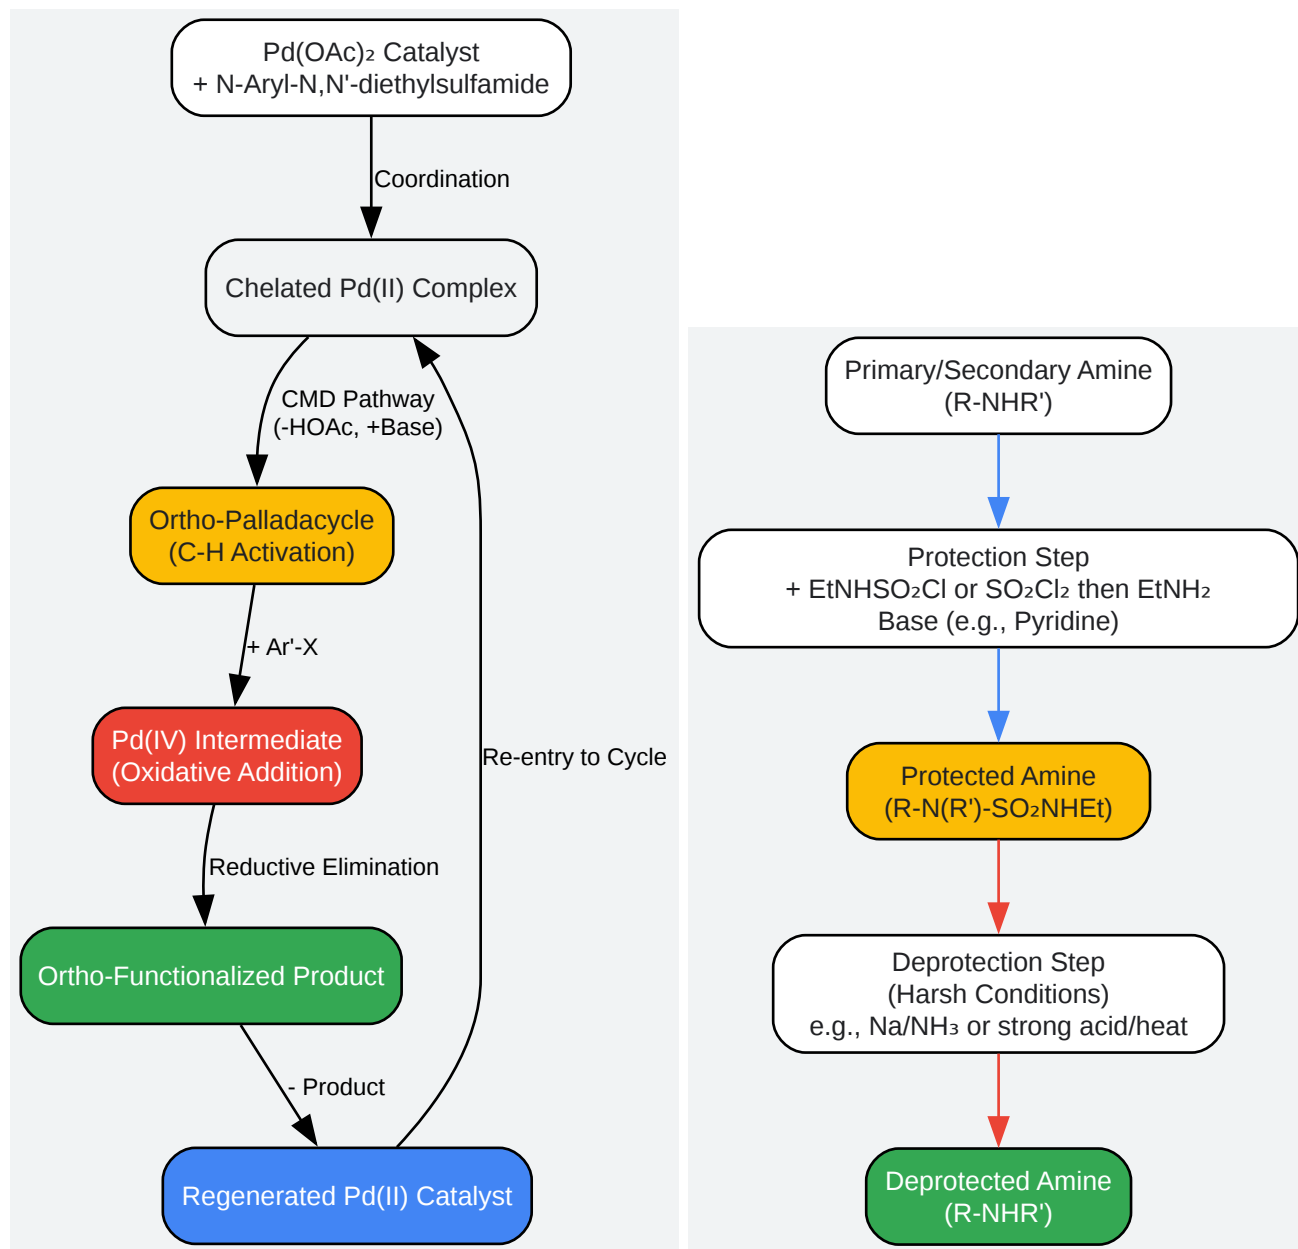 Pd(OAc)₂ Catalyst
+ N-Aryl-N,N'-diethylsulfamide
Coordination
Chelated Pd(II) Complex
CMD Pathway
(-HOAc, +Base)
Ortho-Palladacycle
(C-H Activation)
+ Ar'-X
Pd(IV) Intermediate
(Oxidative Addition)
Re-entry to Cycle
Reductive Elimination
Ortho-Functionalized Product
- Product
Regenerated Pd(II) Catalyst
Primary/Secondary Amine
(R-NHR')
Protection Step
+ EtNHSO₂Cl or SO₂Cl₂ then EtNH₂
Base (e.g., Pyridine)
Protected Amine
(R-N(R')-SO₂NHEt)
Deprotection Step
(Harsh Conditions)
e.g., Na/NH₃ or strong acid/heat
Deprotected Amine
(R-NHR')